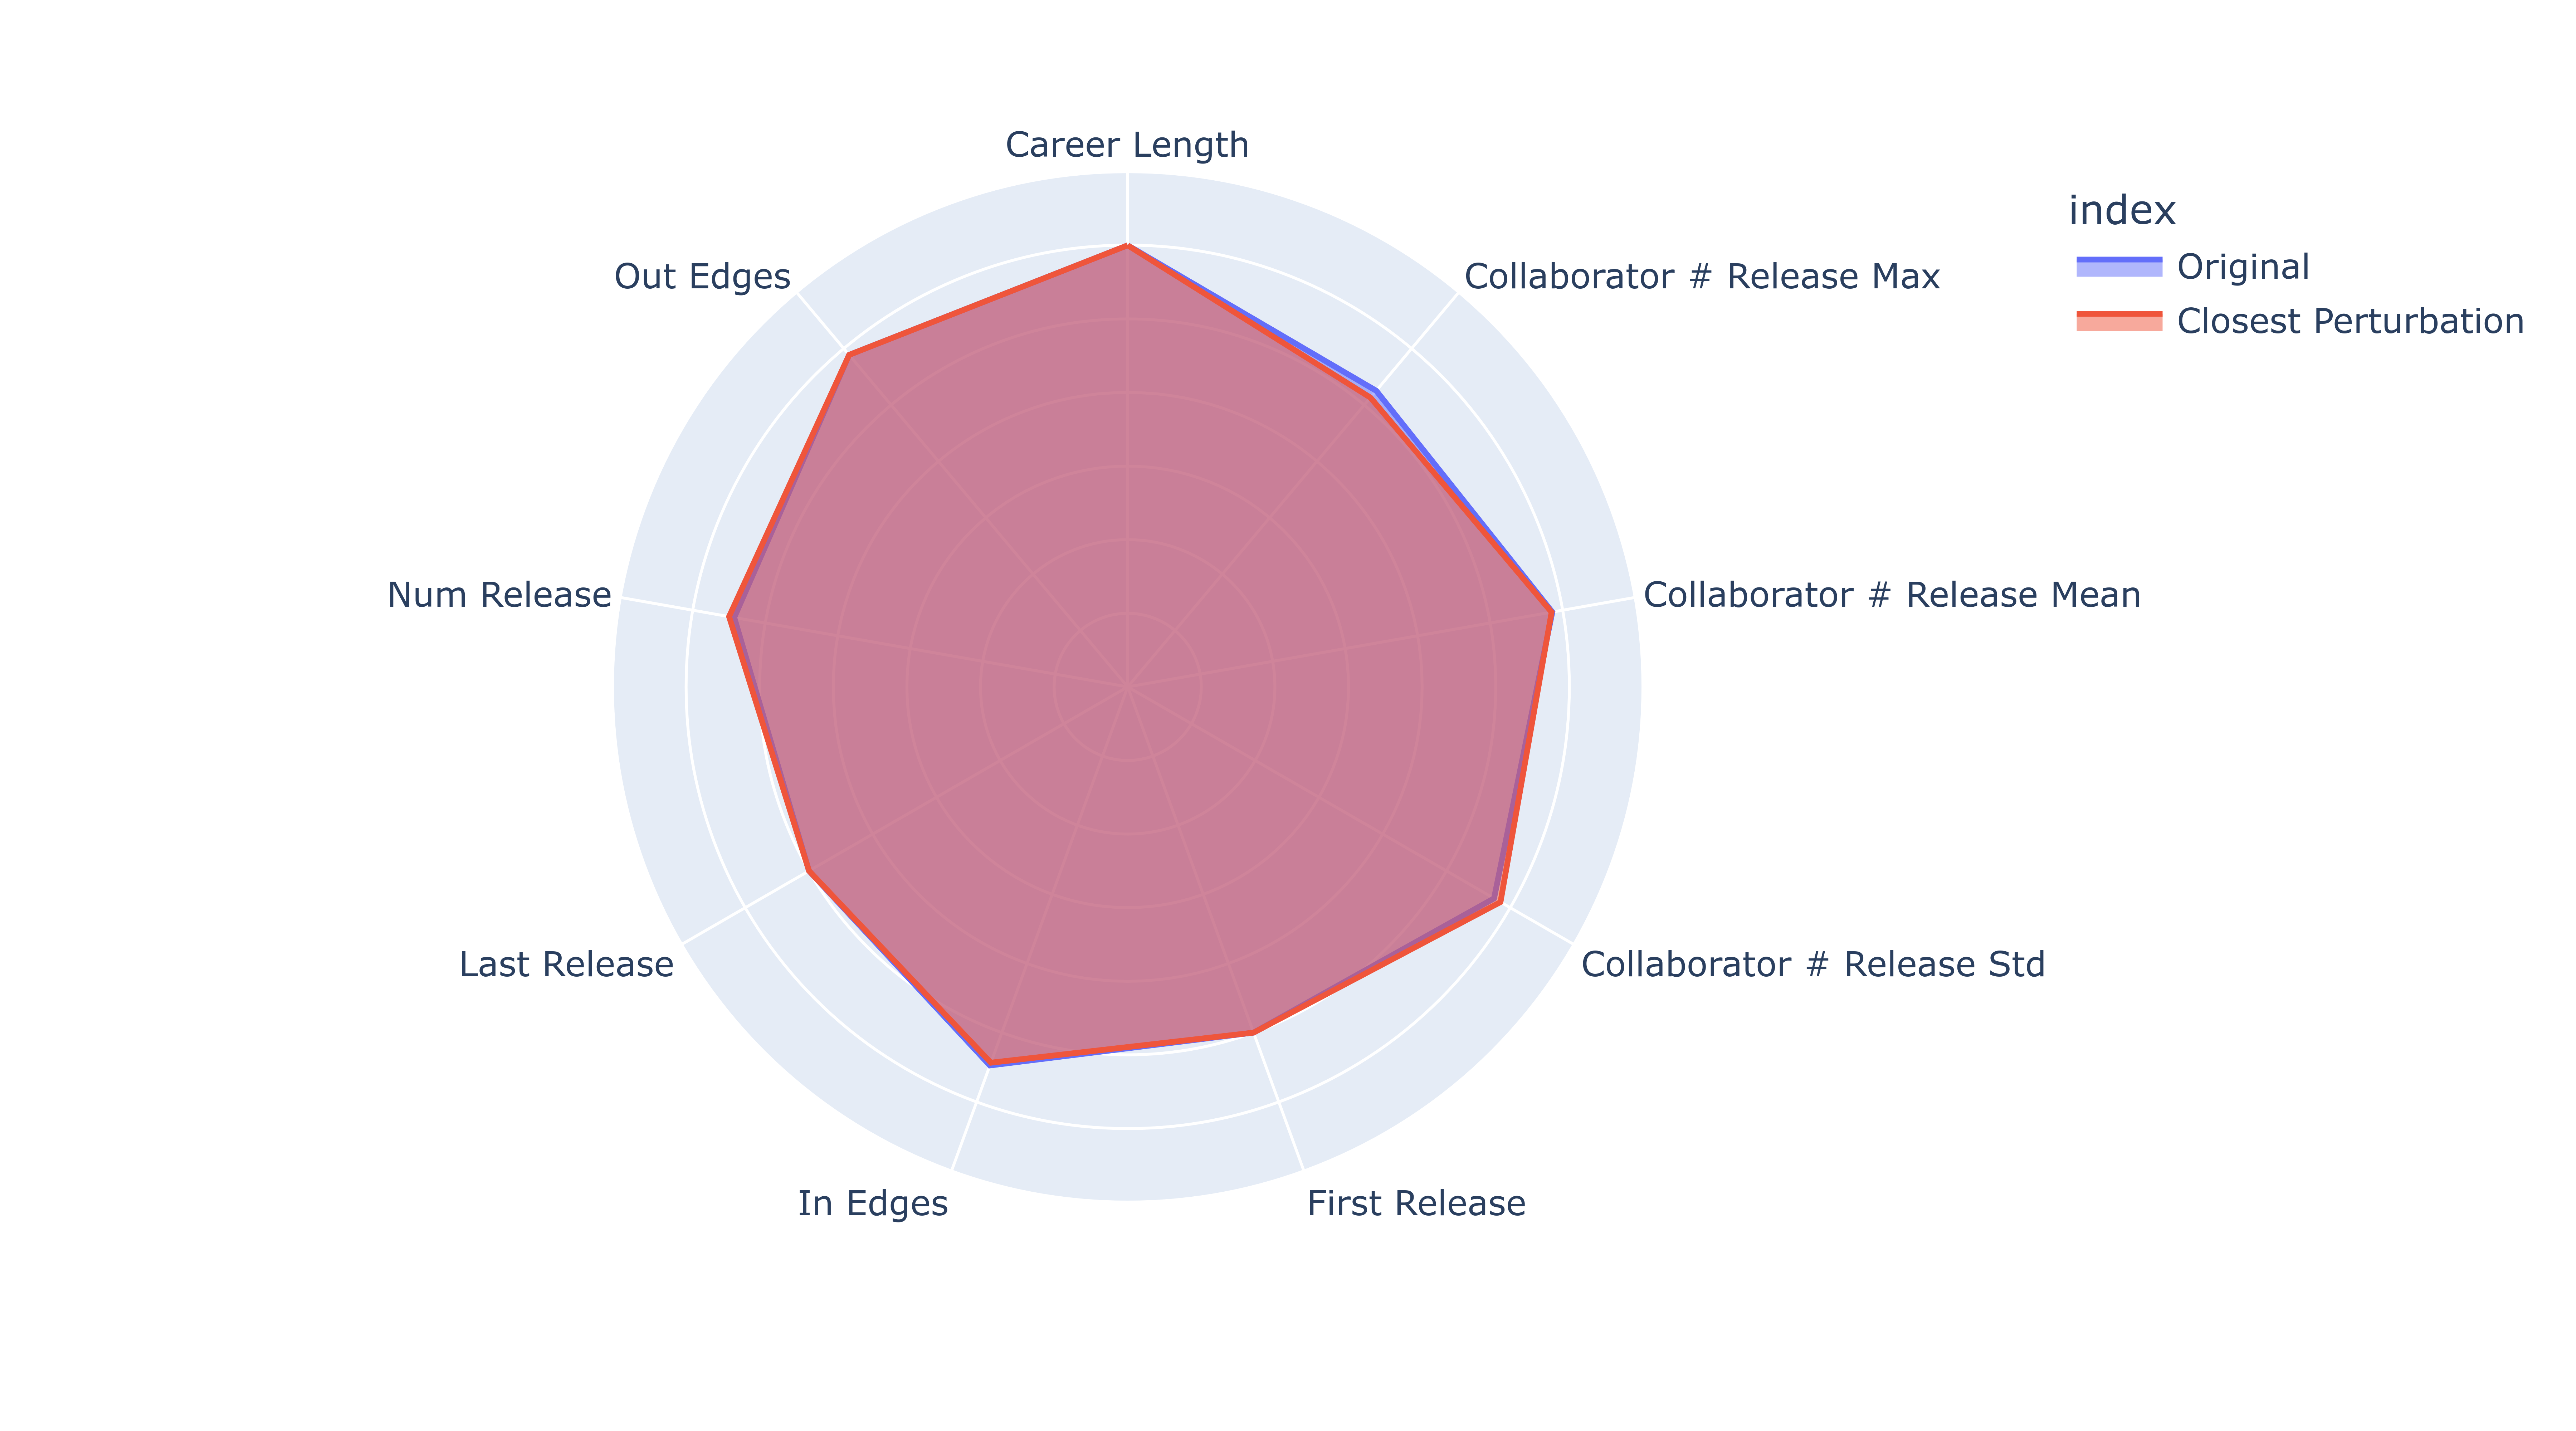 Career Length
Collaborator # Release Max
Collaborator # Release Mean
Collaborator # Release Std
First Release
In Edges
Last Release
Num Release
Out Edges
index
Original
Closest Perturbation